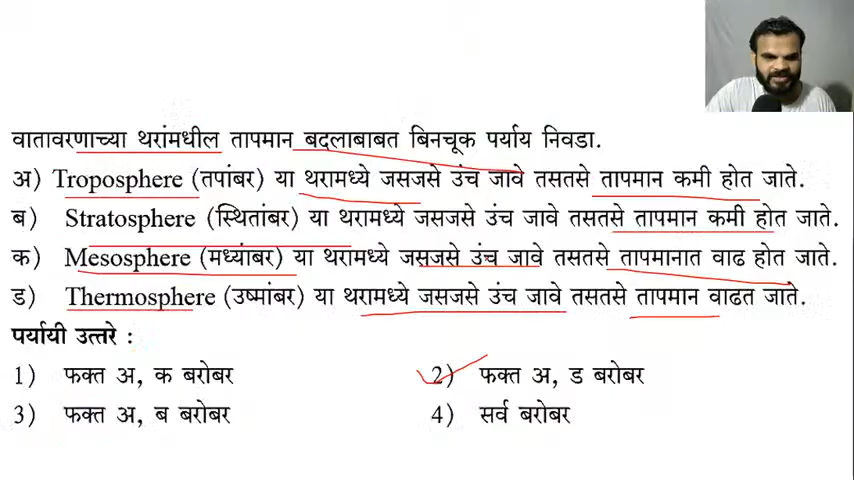 वातावरणाच्या थरांमधील तापमान बदलाबाबत बिनचूक पर्याय निवडा.
अ) Troposphere (तपांबर) या थरामध्ये जसजसे उंच जावे तसतसे तापमान कमी होत जाते.
ब) Stratosphere (स्थितांबर) या थरामध्ये जसजसे उंच जावे तसतसे तापमान कमी होत जाते.
क) Mesosphere (मध्यांबर) या थरामध्ये जसजसे उंच जावे तसतसे तापमानात वाढ होत जाते.
ड) Thermosphere (उष्मांबर) या थरामध्ये जसजसे उंच जावे तसतसे तापमान वाढत जाते.
पर्यायी उत्तरे :
1) फक्त अ, क बरोबर 2) फक्त अ, ड बरोबर
3) फक्त अ, ब बरोबर 4) सर्व बरोबर